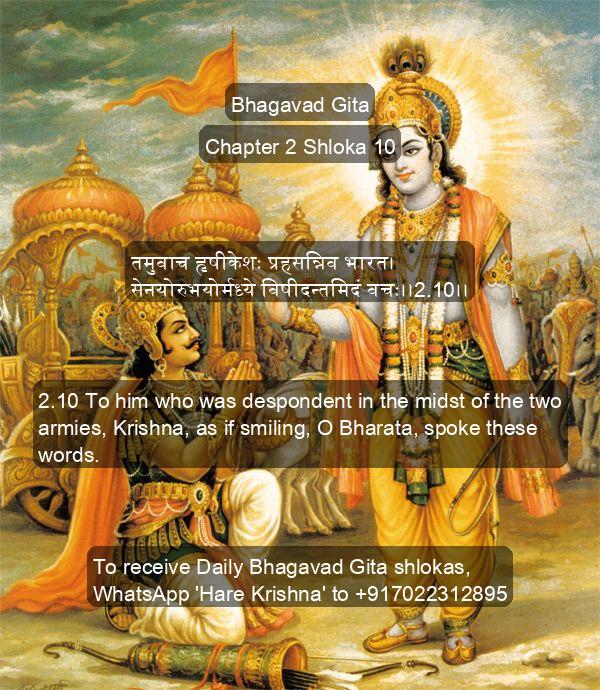 Bhagavad Gita
Chapter 2 Shloka 10
तमुवाच हृषीकेशः प्रहसन्निव भारत।
सेनयोरुभयोर्मध्ये विषीदन्तमिदं वचः।।2.10।।
2.10 To him who was despondent in the midst of the two
armies, Krishna, as if smiling, O Bharata, spoke these
words.
To receive Daily Bhagavad Gita shlokas,
WhatsApp 'Hare Krishna' to +917022312895